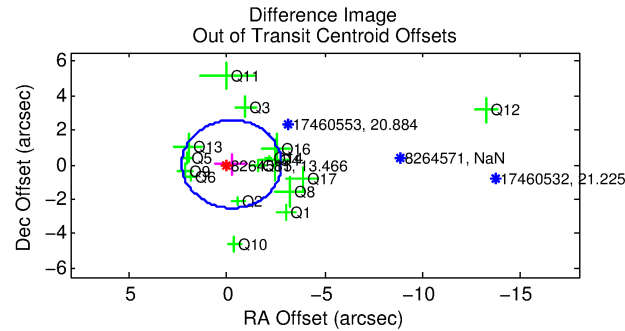 Difference Image
Out of Transit Centroid Offsets
Dec Offset (arcsec)
6
4
2
0
−2
−4
−6
Q11
Q3
Q12
17460553, 20.884
Q13
Q16
Q5
8264571, NaN
13.466
Q9
Q6
Q17
17460532, 21.225
Q8
Q2
Q1
Q10
5
0
−5
−10
−15
RA Offset (arcsec)